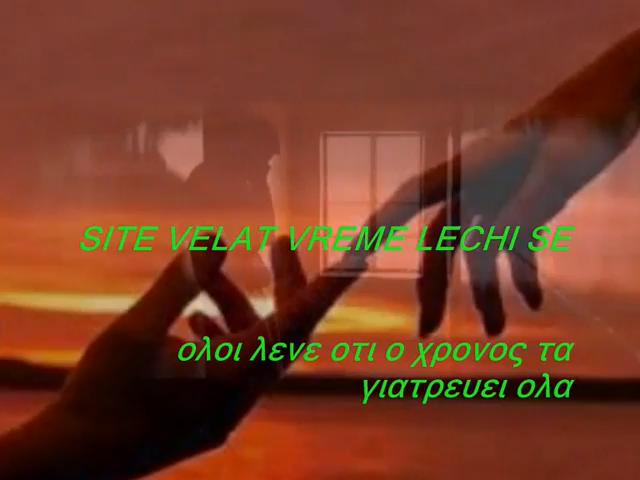 SITE VELAT VREME LECHI SE
ολοι λενε οτι ο χρονος τα
γιατρευει ολα